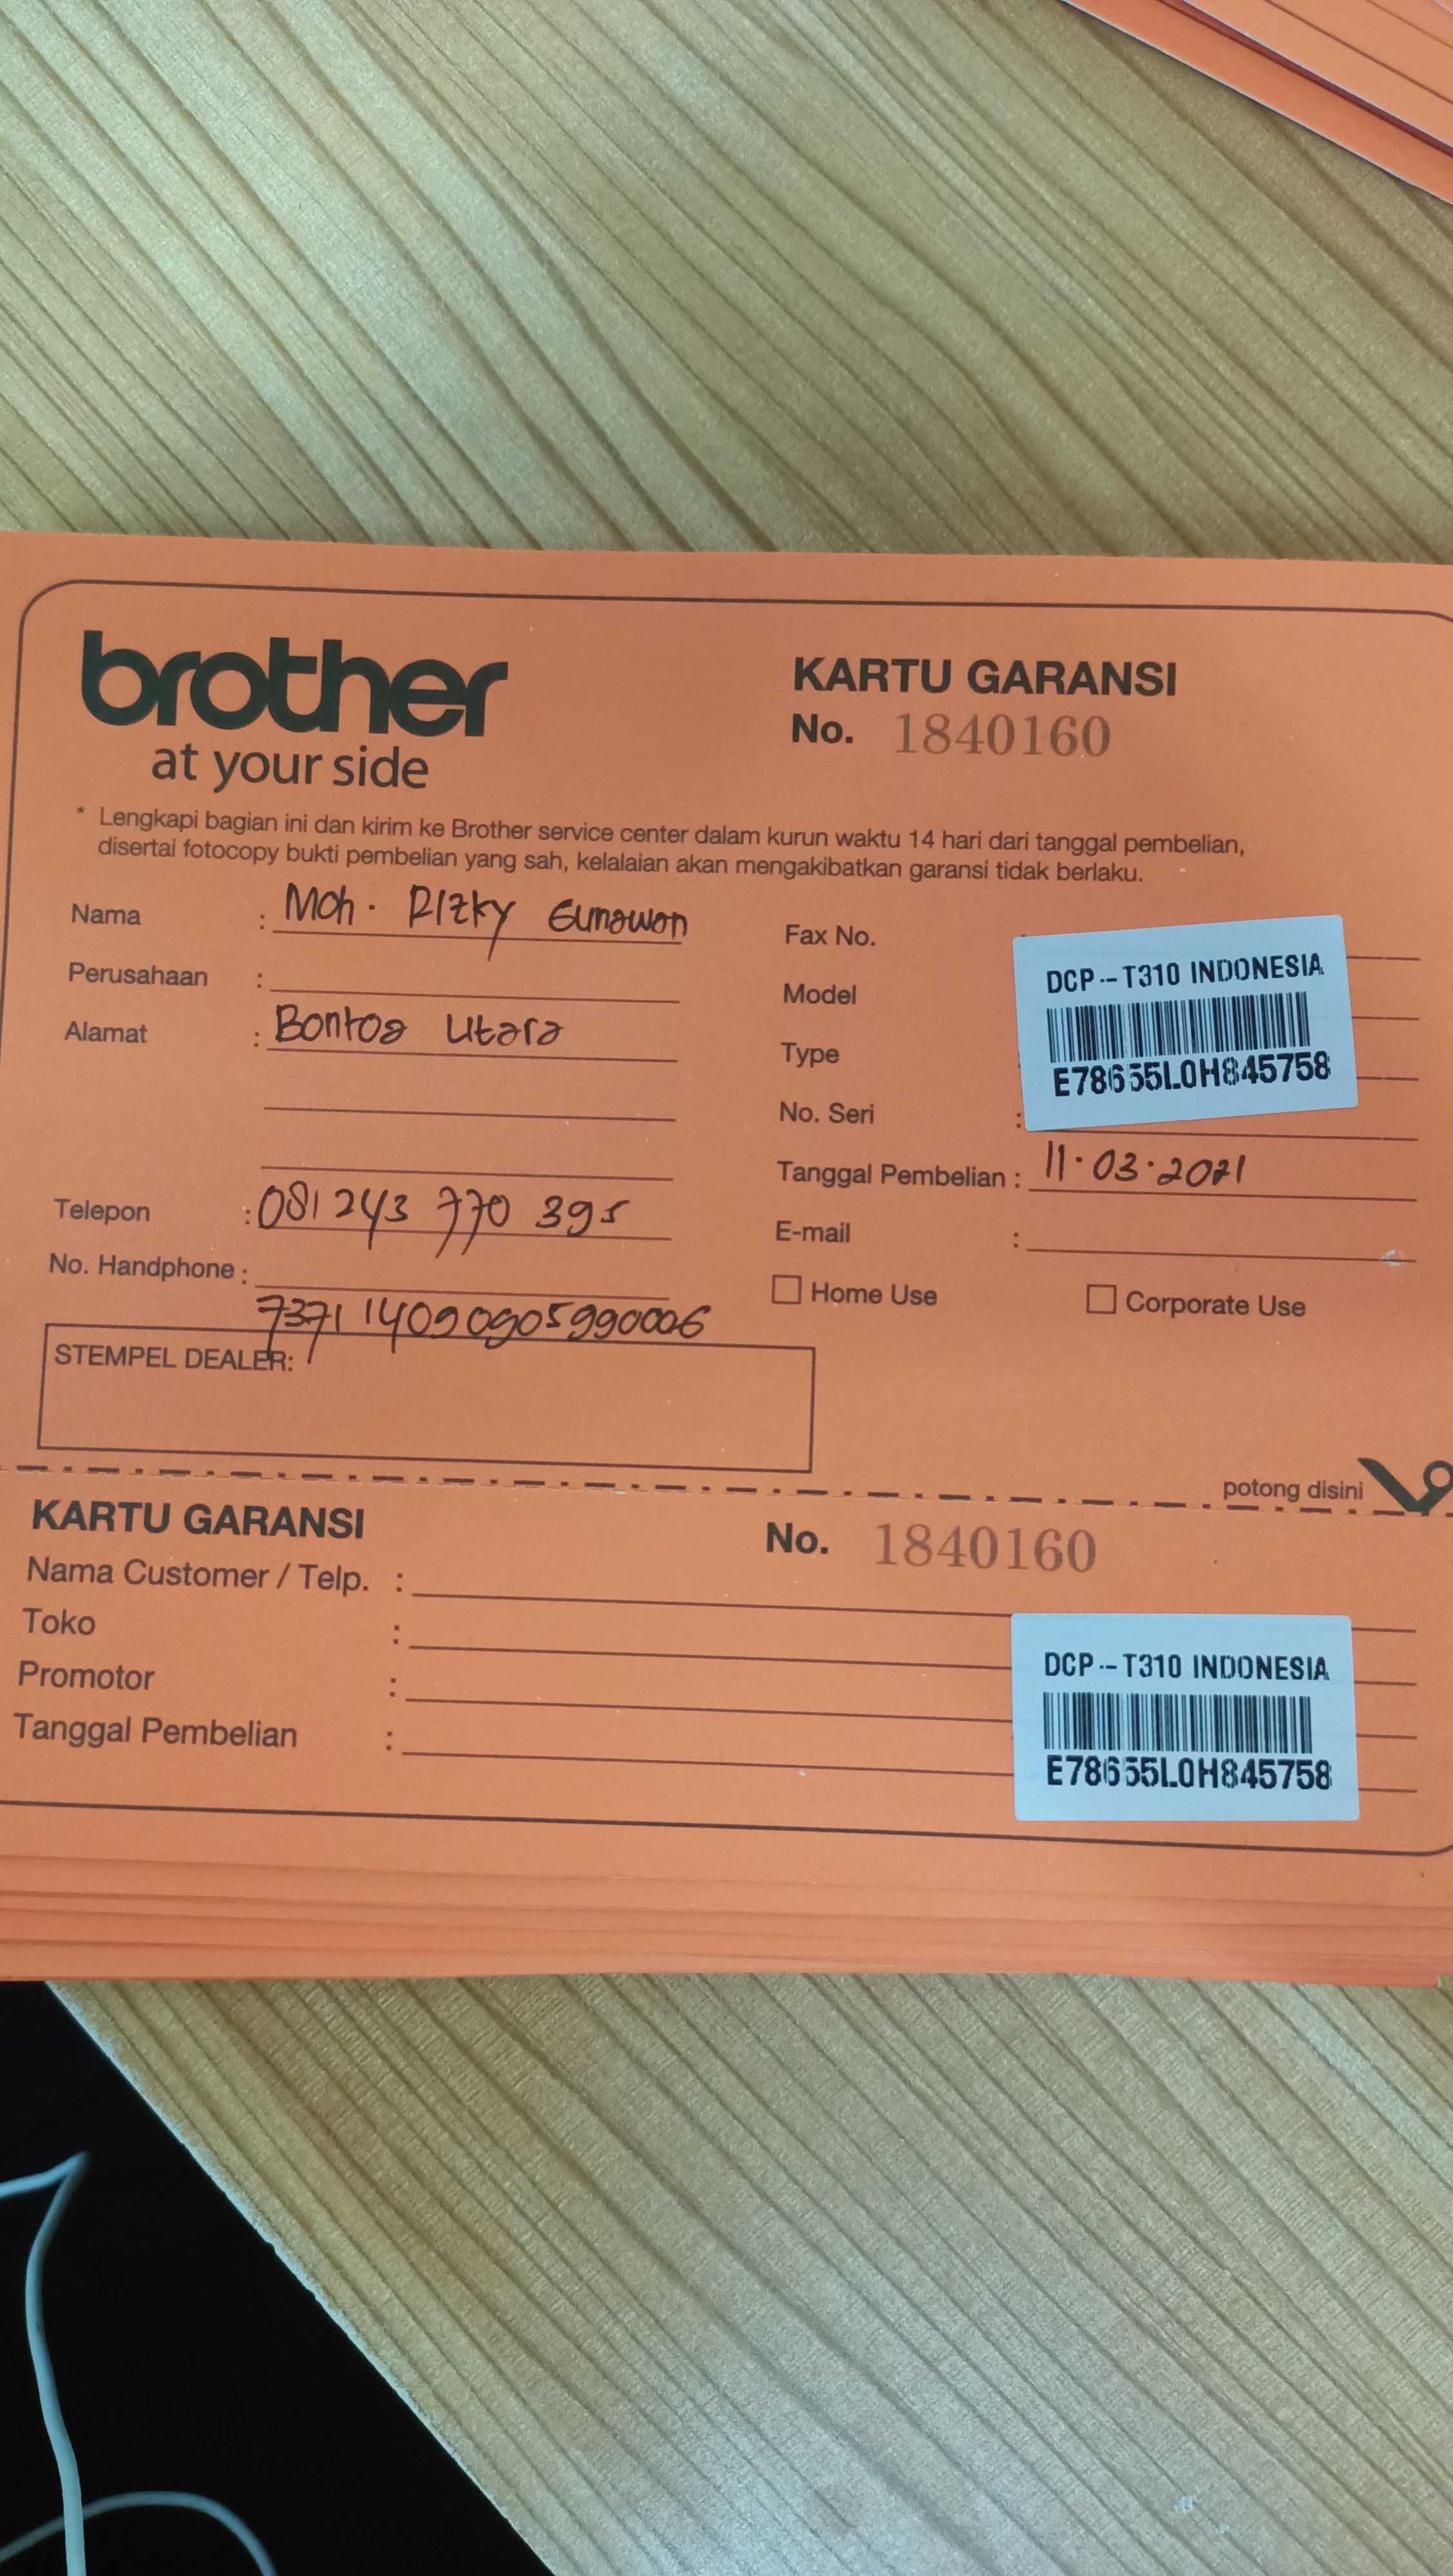 brother
at your side
KARTU GARANSI
No. 1840160
* Lengkapi bagian ini dan kirim ke Brother service center dalam kurun waktu 14 hari dari tanggal pembelian,
disertai fotocopy bukti pembelian yang sah, kelalaian akan mengakibatkan garansi tidak berlaku.
Nama : Moh. Rizky Gunawan
Perusahaan :
Alamat : Bontoa Utara
Telepon : 081 243 770 395
No. Handphone :
7371 14090905990006
STEMPEL DEALER:
Fax No.
Model
Type
No. Seri :
DCP-T310 INDONESIA
E78655L0H845758
Tanggal Pembelian : 11.03.2021
E-mail :
Home Use
Corporate Use
potong disini
KARTU GARANSI
No. 1840160
Nama Customer / Telp. :
Toko :
Promotor :
Tanggal Pembelian :
DCP-T310 INDONESIA
E78655L0H845758